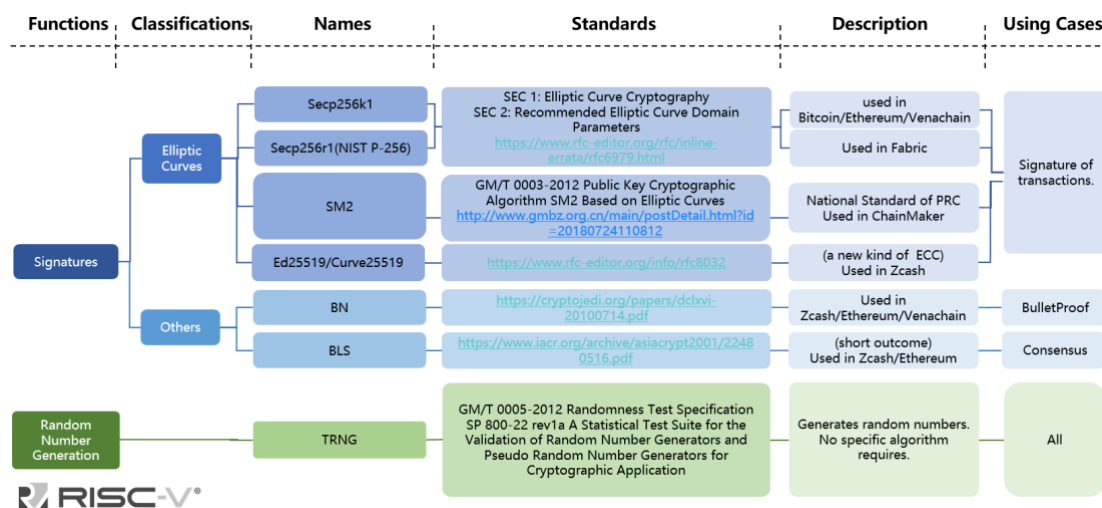 Functions
Classifications
Names
Standards
Description
Using Cases
Signatures
Elliptic
Curves
Secp256k1
Secp256r1(NIST P-256)
SEC 1: Elliptic Curve Cryptography
SEC 2: Recommended Elliptic Curve Domain
Parameters
https://www.rfc-editor.org/rfc/inline-
errata/rfc6979.html
used in
Bitcoin/Ethereum/Venachain
Used in Fabric
Signature of
transactions.
SM2
GM/T 0003-2012 Public Key Cryptographic
Algorithm SM2 Based on Elliptic Curves
http://www.gmbz.org.cn/main/postDetail.html?id
=20180724110812
National Standard of PRC
Used in ChainMaker
Ed25519/Curve25519
https://www.rfc-editor.org/info/rfc8032
(a new kind of ECC)
Used in Zcash
Others
BN
https://cryptojedi.org/papers/dclxvi-
20100714.pdf
Used in
Zcash/Ethereum/Venachain
BulletProof
BLS
https://www.iacr.org/archive/asiacrypt2001/2248
0516.pdf
(short outcome)
Used in Zcash/Ethereum
Consensus
Random
Number
Generation
TRNG
GM/T 0005-2012 Randomness Test Specification
SP 800-22 rev1a A Statistical Test Suite for the
Validation of Random Number Generators and
Pseudo Random Number Generators for
Cryptographic Application
Generates random numbers.
No specific algorithm
requires.
All
RISC-V®